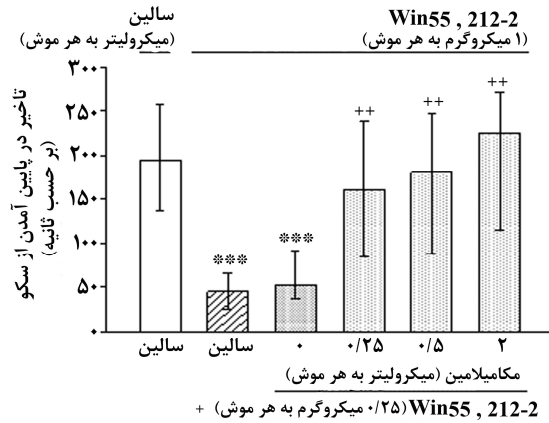 سالین
(میکرولیتر به هر موش)
Win55 , 212-2
(۱ میکروگرم به هر موش)
تاخیر در پایین آمدن از سکو
(بر حسب ثانیه)
۳۰۰
۲۵۰
۲۰۰
۱۵۰
۱۰۰
۵۰
۰
***
***
++
++
++
سالین سالین ۰ ۰/۲۵ ۰/۵ ۲
مکامیلامین (میکرولیتر به هر موش)
Win55 , 212-2 (۰/۲۵ میکروگرم به هر موش) +